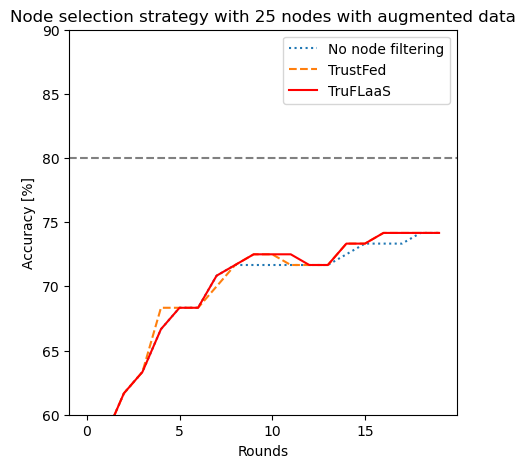 Node selection strategy with 25 nodes with augmented data
90
85
80
75
70
65
60
Accuracy [%]
No node filtering
TrustFed
TruFLaaS
0
5
10
15
Rounds